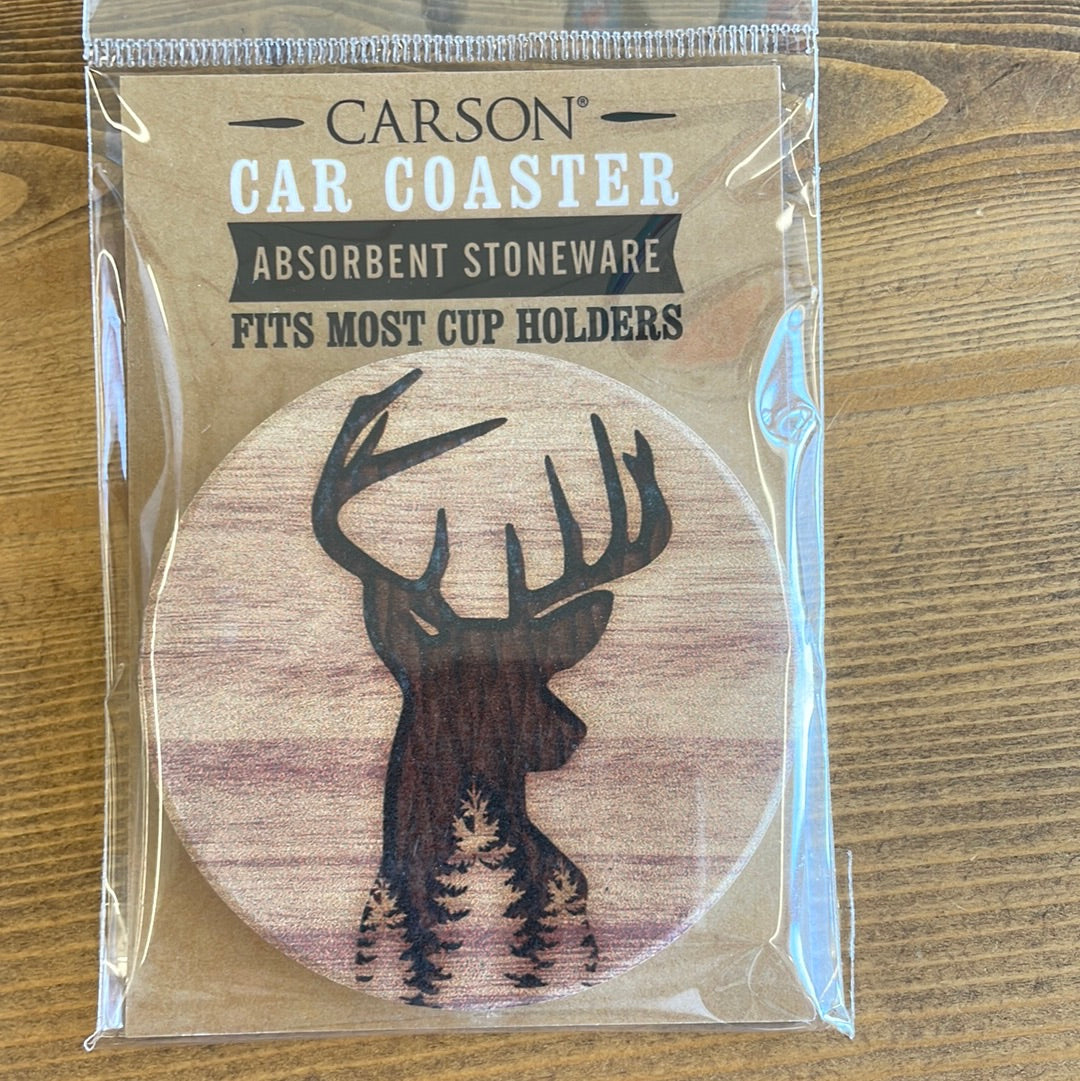 CARSON®
CAR COASTER
ABSORBENT STONEWARE
FITS MOST CUP HOLDERS